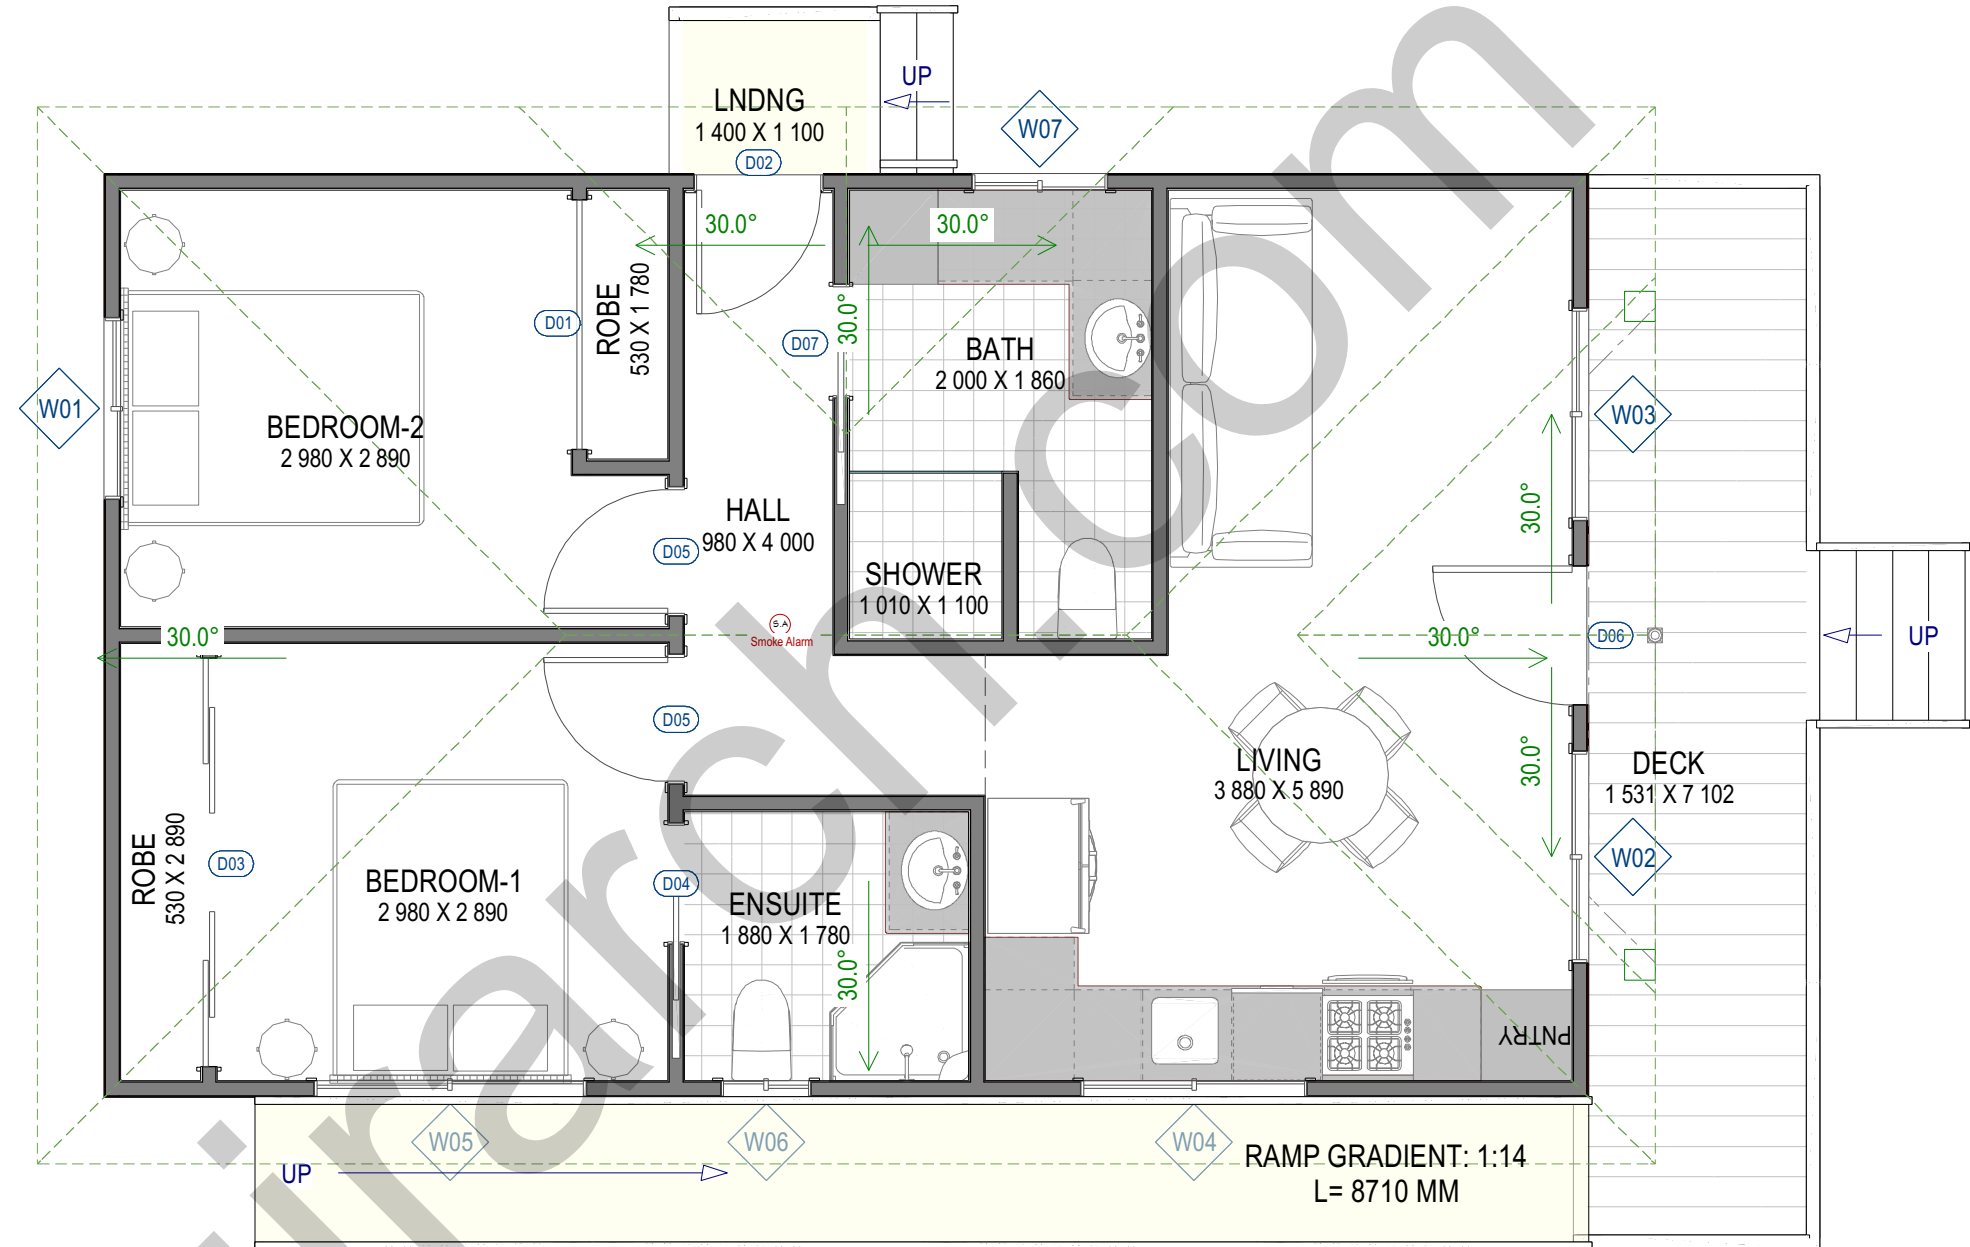 UP
LNDNG
1 400 X 1 100
D02
W07
30.0°
30.0°
ROBE
530 X 1 780
D01
30.0°
D07
BATH
2 000 X 1 860
W01
W03
BEDROOM-2
2 980 X 2 890
30.0°
HALL
980 X 4 000
D05
SHOWER
1 010 X 1 100
S.A
Smoke Alarm
30.0°
30.0°
D06
UP
D05
LIVING
3 880 X 5 890
30.0°
DECK
1 531 X 7 102
W02
ROBE
530 X 2 890
D03
BEDROOM-1
2 980 X 2 890
D04
ENSUITE
1 880 X 1 780
30.0°
PNTRY
W05
W06
W04
RAMP GRADIENT: 1:14
L= 8710 MM
UP
irarch.com